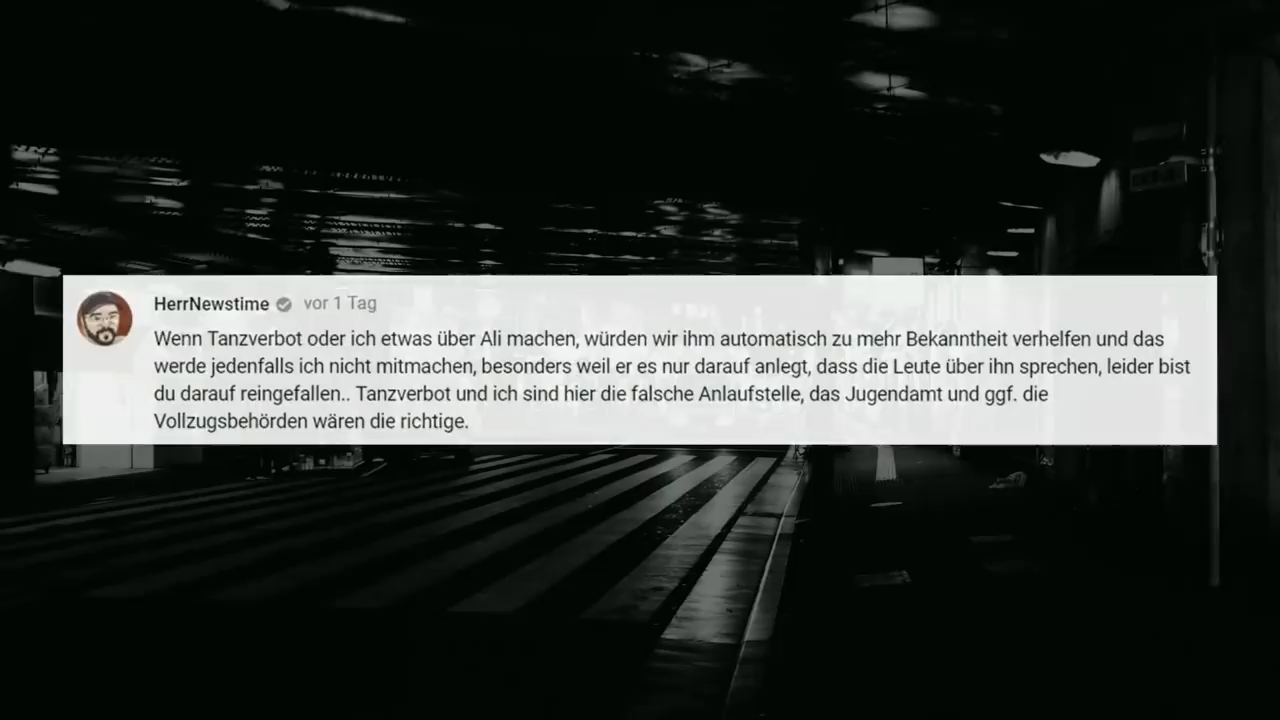 HerrNewstime vor 1 Tag
Wenn Tanzverbot oder ich etwas über Ali machen, würden wir ihm automatisch zu mehr Bekanntheit verhelfen und das
werde jedenfalls ich nicht mitmachen, besonders weil er es nur darauf anlegt, dass die Leute über ihn sprechen, leider bist
du darauf reingefallen.. Tanzverbot und ich sind hier die falsche Anlaufstelle, das Jugendamt und ggf. die
Vollzugsbehörden wären die richtige.